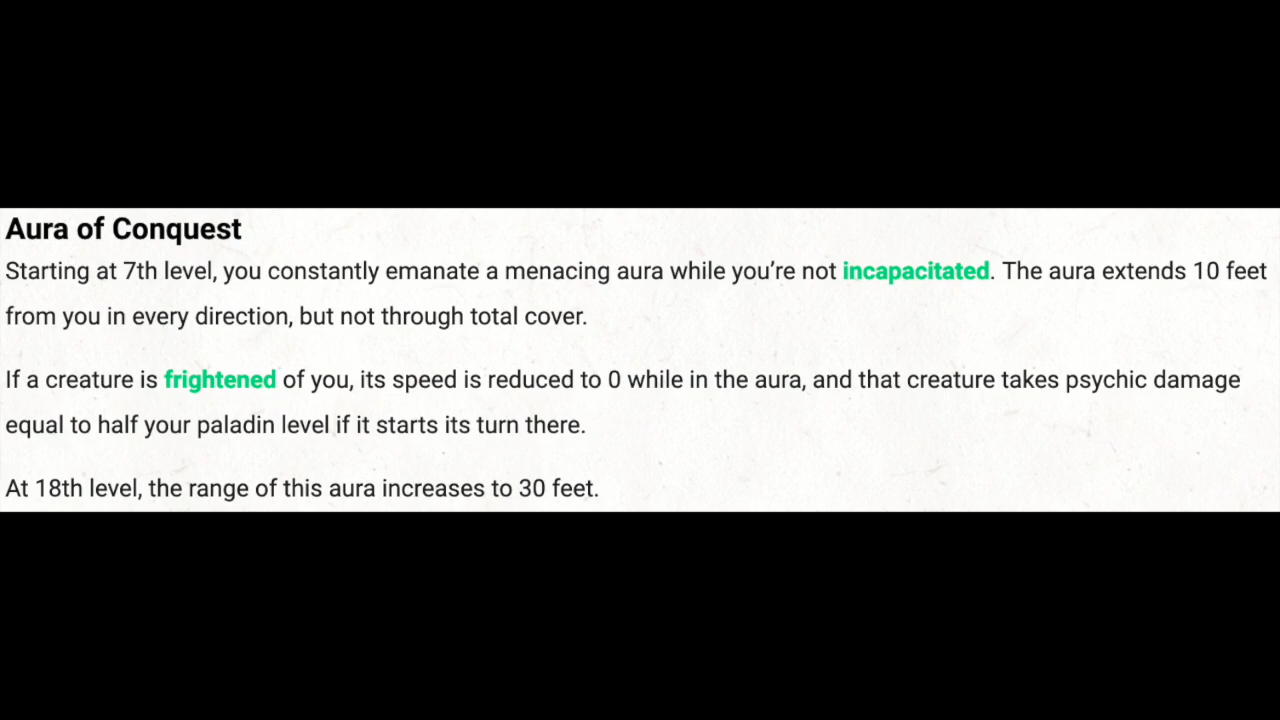 Aura of Conquest
Starting at 7th level, you constantly emanate a menacing aura while you’re not incapacitated. The aura extends 10 feet
from you in every direction, but not through total cover.
If a creature is frightened of you, its speed is reduced to 0 while in the aura, and that creature takes psychic damage
equal to half your paladin level if it starts its turn there.
At 18th level, the range of this aura increases to 30 feet.